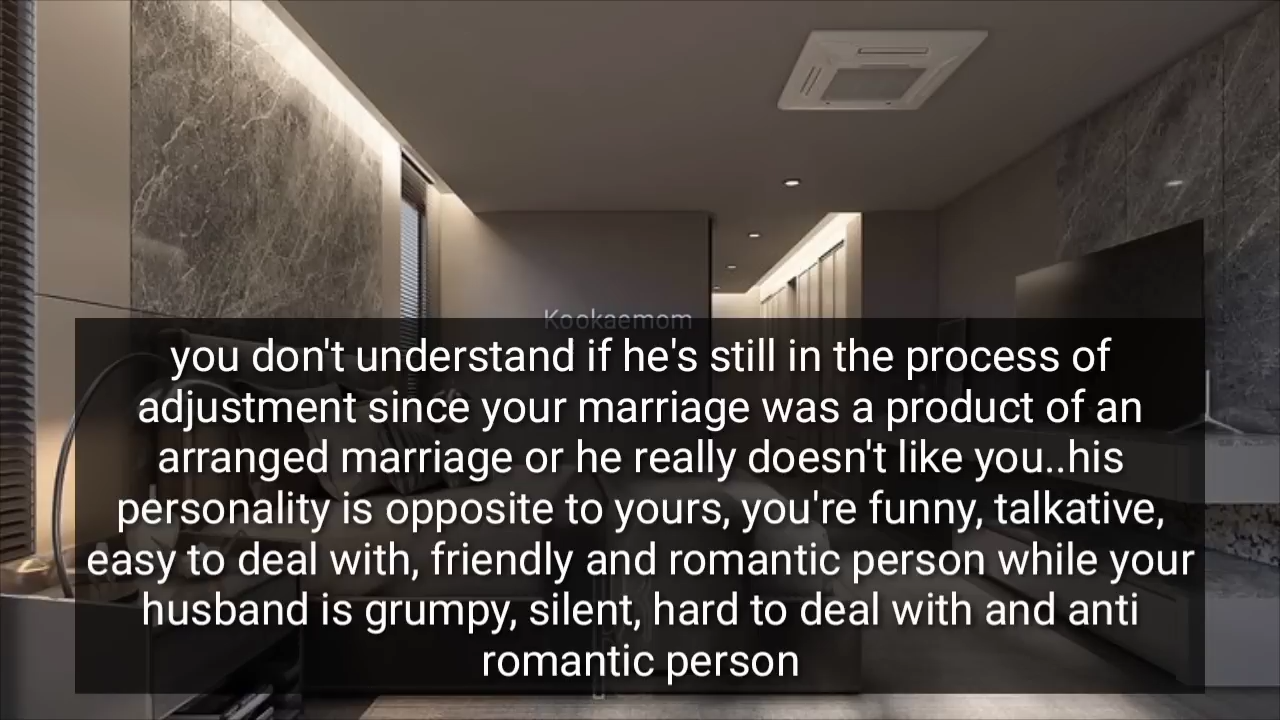 Kookaemom
you don't understand if he's still in the process of
adjustment since your marriage was a product of an
arranged marriage or he really doesn't like you..his
personality is opposite to yours, you're funny, talkative,
easy to deal with, friendly and romantic person while your
husband is grumpy, silent, hard to deal with and anti
romantic person